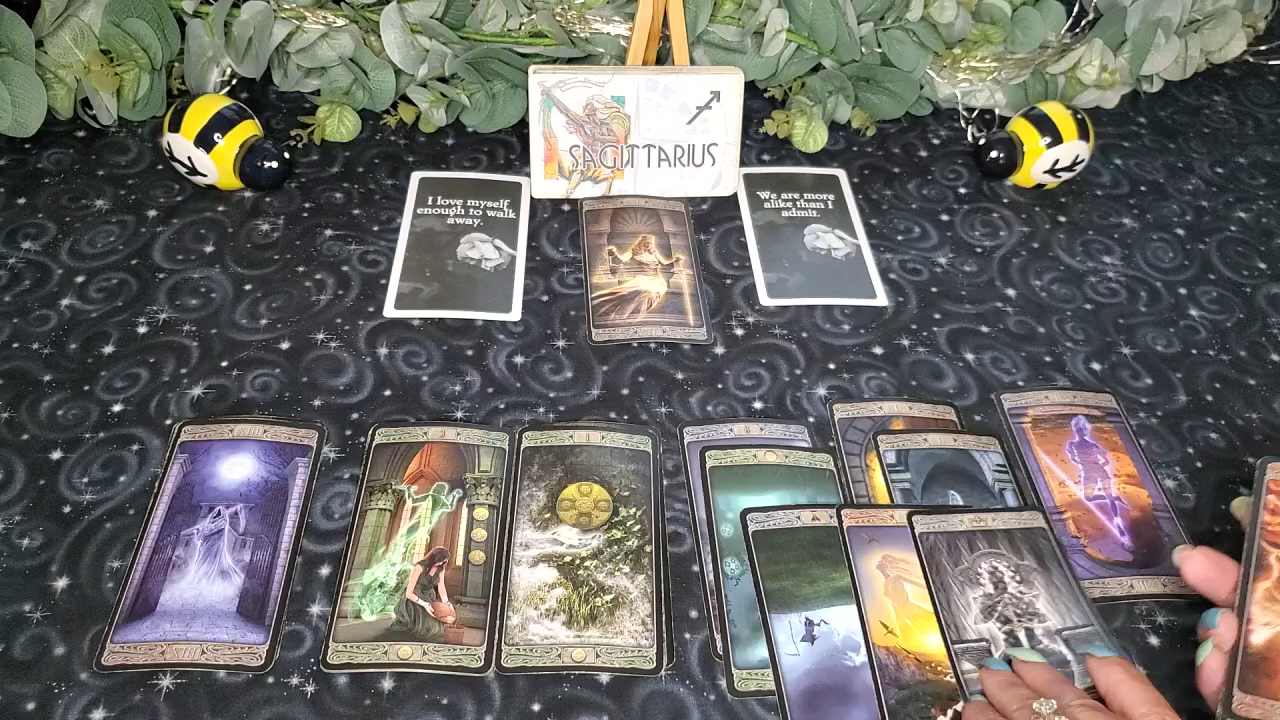 SAGITTARIUS
I love myself
enough to walk
away.
We are more
alike than I
admit.